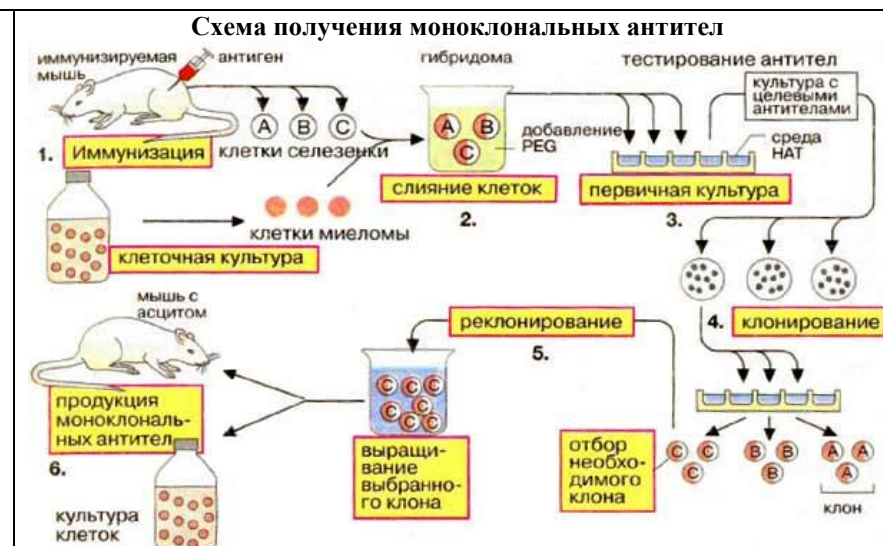 Схема получения моноклональных антител
иммунизируемая
мышь
антиген
гибридома
тестирование антител
культура с
целевыми
антителами
A B C
A B
C
добавление
PEG
среда
HAT
1. Иммунизация
клетки селезенки
слияние клеток
2.
первичная культура
3.
клетки миеломы
клеточная культура
4. клонирование
мышь с
асцитом
реклонирование
5.
C C
C C C
C C
C
продукция
моноклональ-
ных антител
6.
выращи-
вание
выбранно-
го клона
отбор
необхо-
димого
клона
C C
C
B B
B
A A
A
клон
культура
клеток